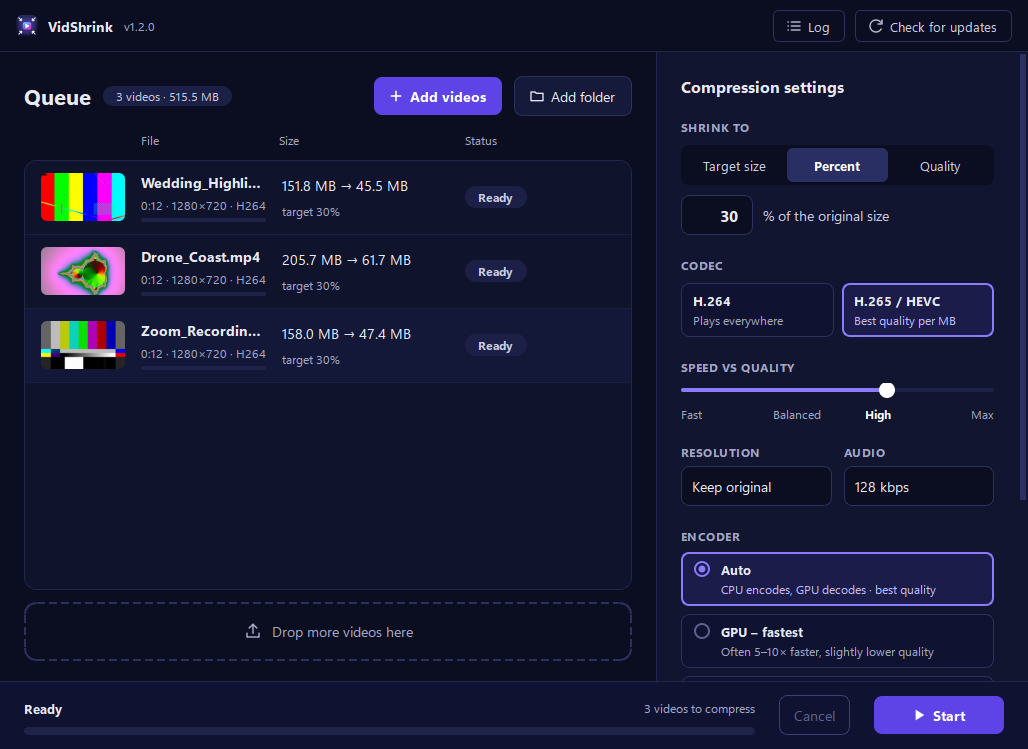 VidShrink v1.2.0
Log
Check for updates
Queue
3 videos · 515.5 MB
Add videos
Add folder
File Size Status
Wedding_Highli...
0:12 · 1280×720 · H264
151.8 MB → 45.5 MB
target 30%
Ready
Drone_Coast.mp4
0:12 · 1280×720 · H264
205.7 MB → 61.7 MB
target 30%
Ready
Zoom_Recordin...
0:12 · 1280×720 · H264
158.0 MB → 47.4 MB
target 30%
Ready
Drop more videos here
Compression settings
SHRINK TO
Target size Percent Quality
30 % of the original size
CODEC
H.264
Plays everywhere
H.265 / HEVC
Best quality per MB
SPEED VS QUALITY
Fast Balanced High Max
RESOLUTION
Keep original
AUDIO
128 kbps
ENCODER
Auto
CPU encodes, GPU decodes · best quality
GPU – fastest
Often 5–10× faster, slightly lower quality
Ready
3 videos to compress
Cancel
Start